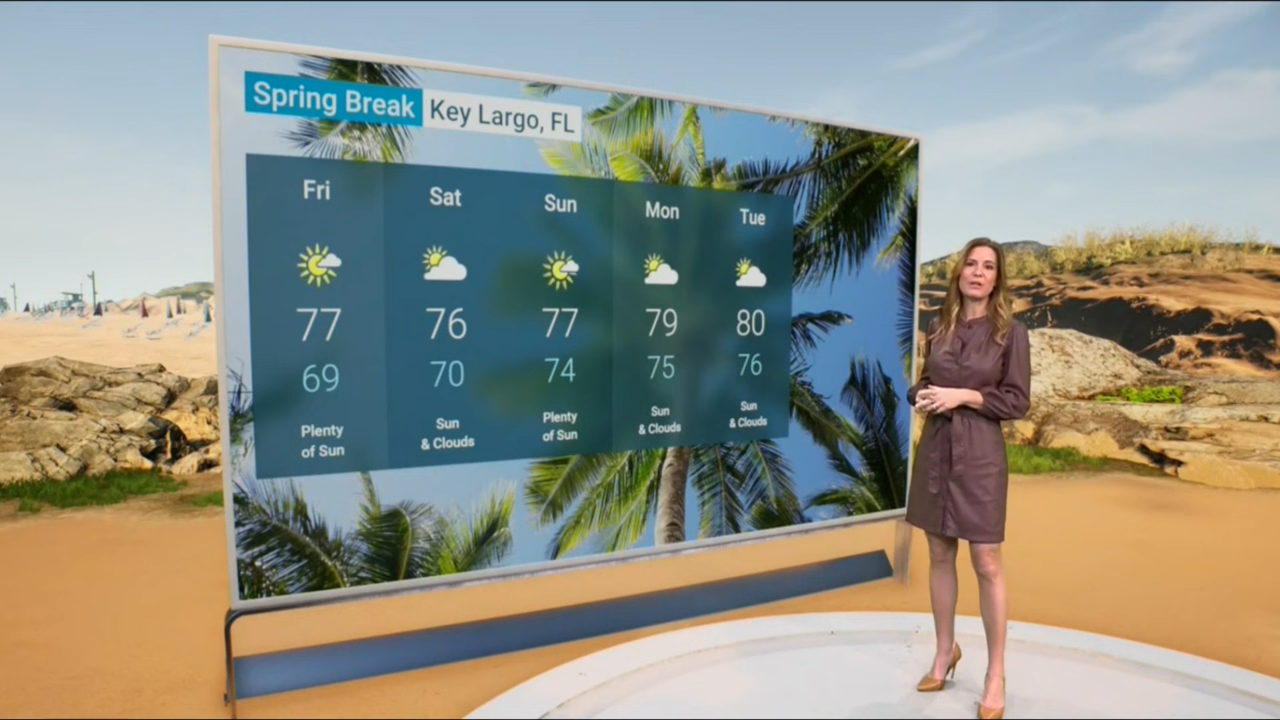 Spring Break Key Largo, FL
Fri Sat Sun Mon Tue
77 76 77 79 80
69 70 74 75 76
Plenty
of Sun
Sun
& Clouds
Plenty
of Sun
Sun
& Clouds
Sun
& Clouds